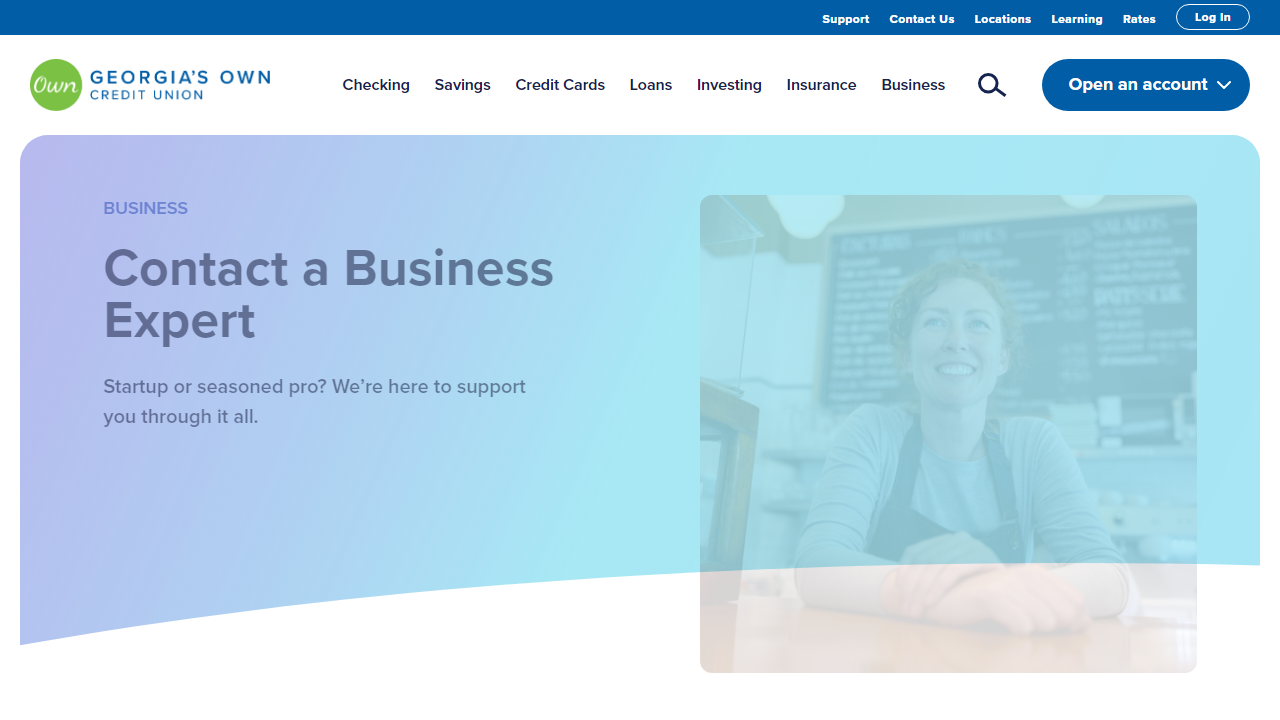 Support Contact Us Locations Learning Rates Log In
Own GEORGIA'S OWN
CREDIT UNION
Checking Savings Credit Cards Loans Investing Insurance Business Open an account
BUSINESS
Contact a Business
Expert
Startup or seasoned pro? We're here to support
you through it all.